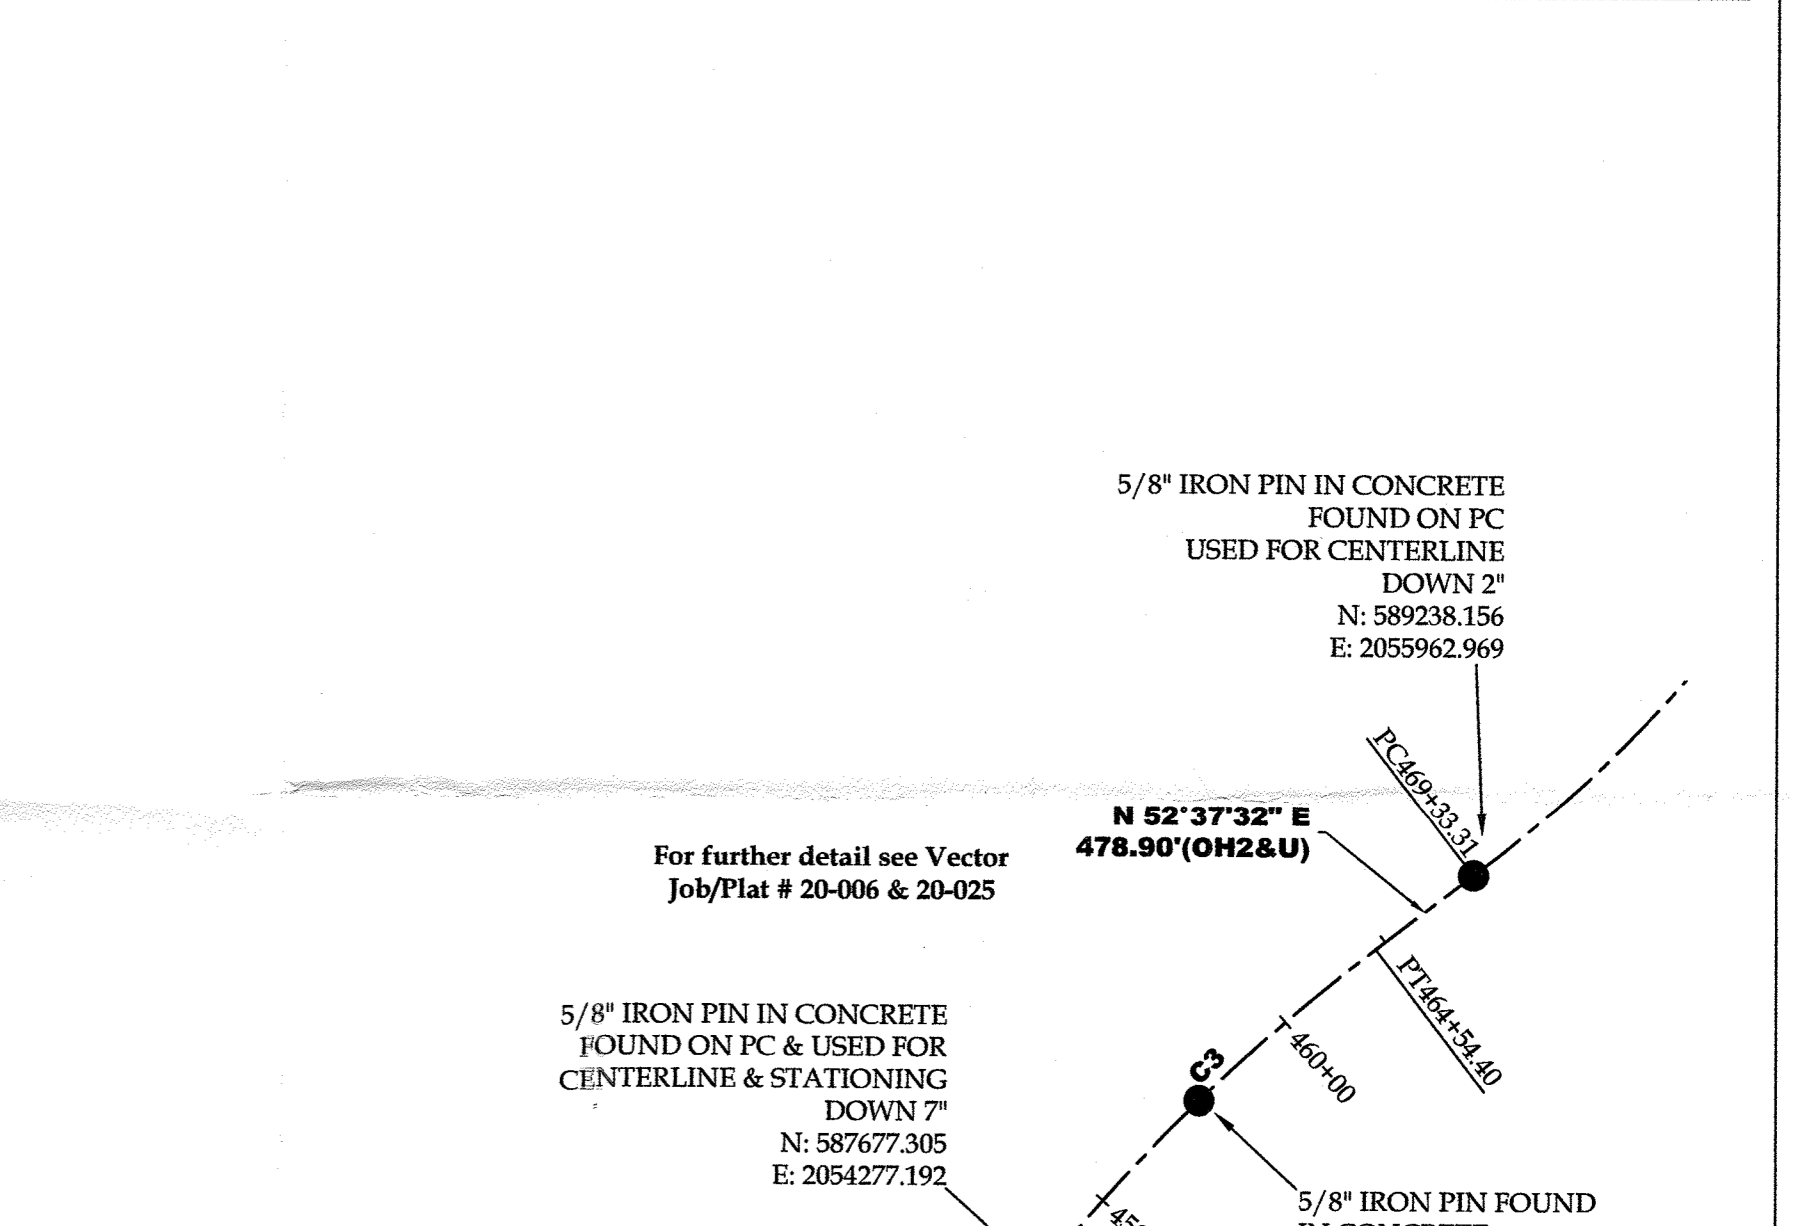 5/8" IRON PIN IN CONCRETE
FOUND ON PC
USED FOR CENTERLINE
DOWN 2"
N: 589238.156
E: 2055962.969
PC469+33.31
N 52°37'32" E
478.90'(OH2&U)
For further detail see Vector
Job/Plat # 20-006 & 20-025
PT464+54.40
460+00
C3
5/8" IRON PIN IN CONCRETE
FOUND ON PC & USED FOR
CENTERLINE & STATIONING
DOWN 7"
N: 587677.305
E: 2054277.192
5/8" IRON PIN FOUND